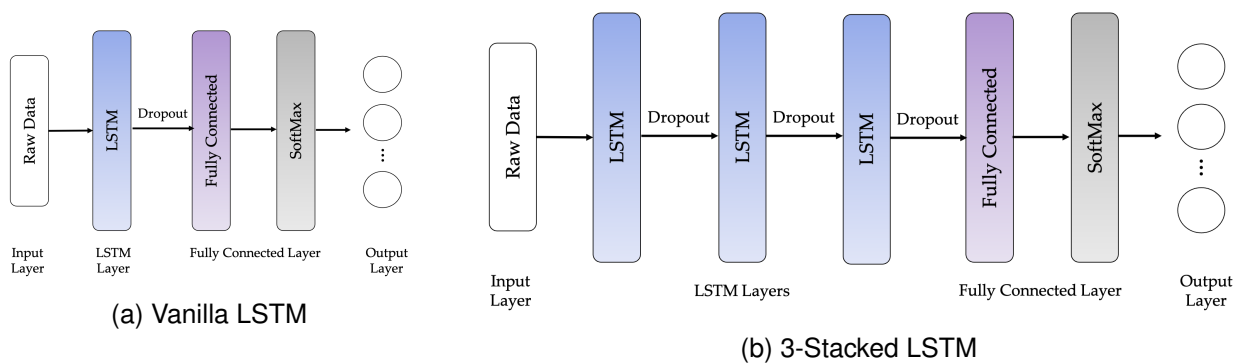 Raw Data
LSTM
Dropout
Fully Connected
SoftMax
...
Input
Layer
LSTM
Layer
Fully Connected Layer
Output
Layer
(a) Vanilla LSTM
Raw Data
LSTM
Dropout
LSTM
Dropout
LSTM
Dropout
Fully Connected
SoftMax
...
Input
Layer
LSTM Layers
Fully Connected Layer
Output
Layer
(b) 3-Stacked LSTM